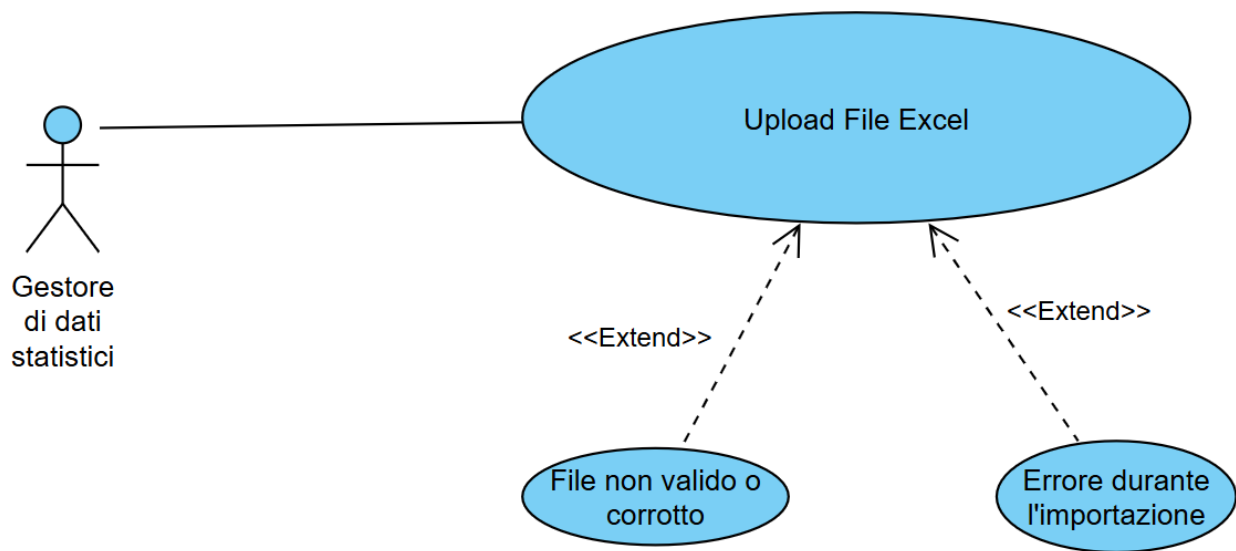 Upload File Excel
Gestore
di dati
statistici
<<Extend>>
<<Extend>>
File non valido o
corrotto
Errore durante
l'importazione